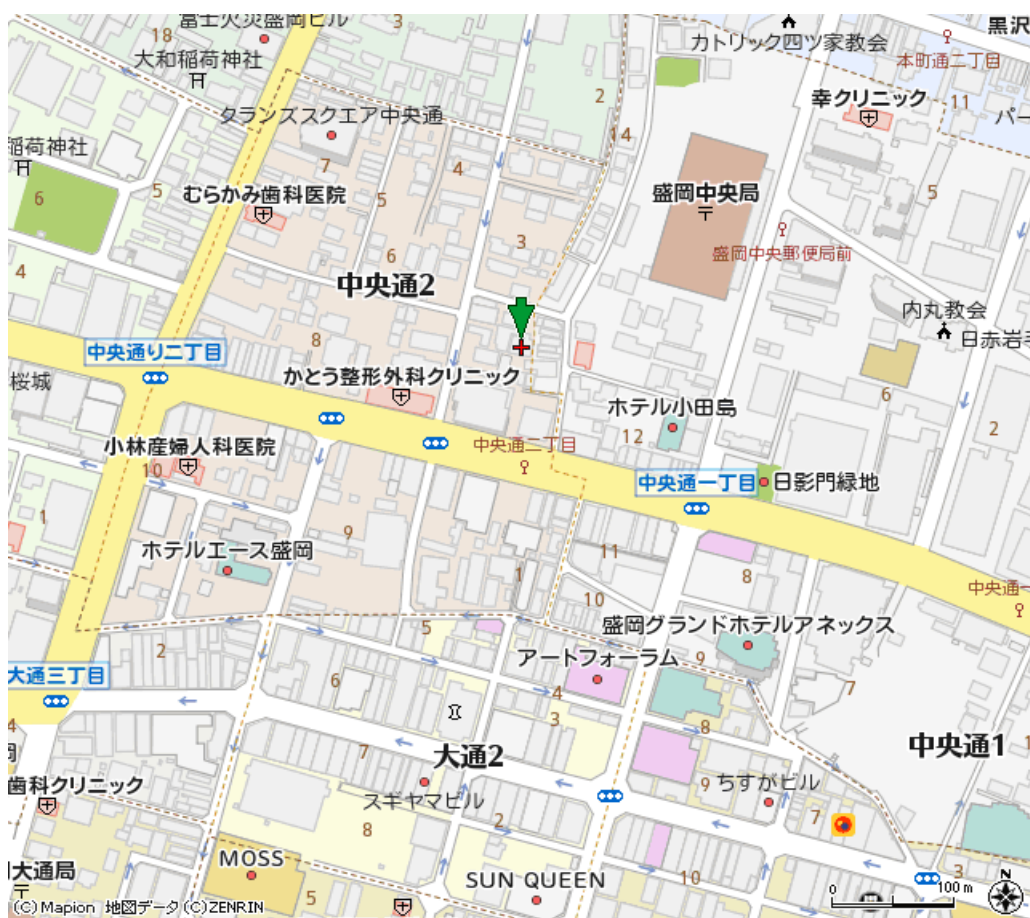 富士火災盛岡ビル
3
18
黒沢
大和稲荷神社
カトリック四ツ家教会
本町通二丁目
2
幸クリニック
11
パー
タランズスクエア中央通
14
稲荷神社
7
4
6
5
5
5
むらかみ歯科医院
盛岡中央局
3
盛岡中央郵便局前
6
4
中央通2
内丸教会
日赤岩手
8
中央通り二丁目
桜城
かとう整形外科クリニック
6
ホテル小田島
12
2
小林産婦人科医院
中央通二丁目
10
中央通一丁目
日影門緑地
1
9
ホテルエース盛岡
11
8
1
10
中央通一
盛岡グランドホテルアネックス
5
2
アートフォーラム
9
大通三丁目
6
4
7
3
8
4
中央通1
大通2
7
9
ちすがビル
歯科クリニック
スギヤマビル
7
2
8
MOSS
大通局
SUN QUEEN
10
3
5
N
0
100 m
(C)Mapion 地図データ(C)ZENRIN